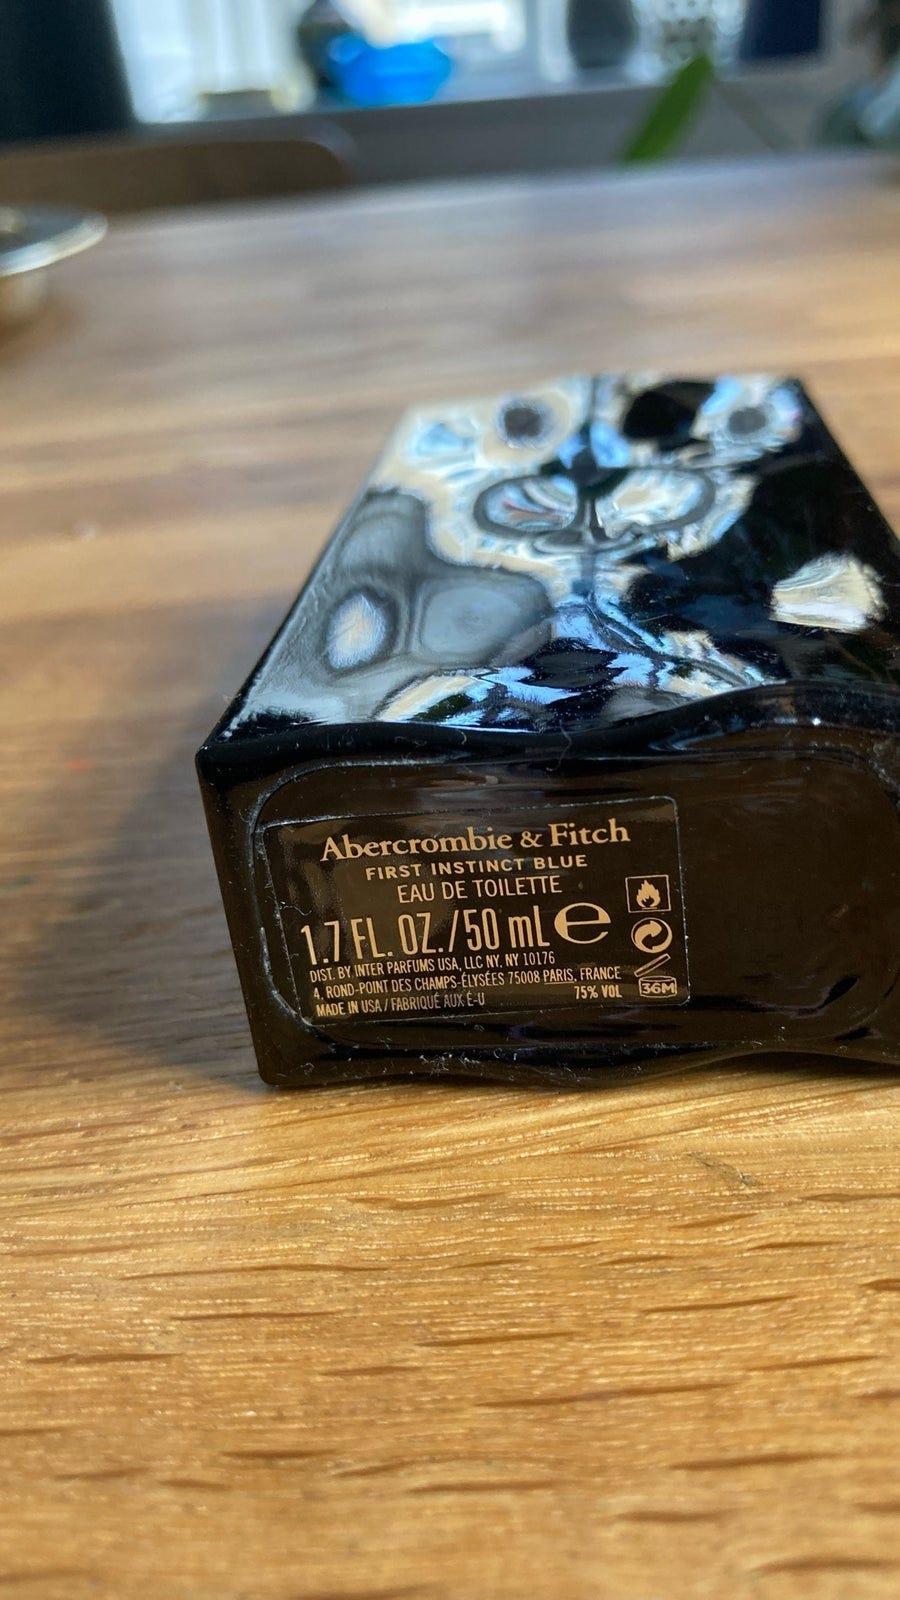 Abercrombie & Fitch
FIRST INSTINCT BLUE
EAU DE TOILETTE
1.7 FL. OZ./50 mL e
DIST. BY INTER PARFUMS USA, LLC NY. NY 10176
4, ROND-POINT DES CHAMPS-ÉLYSÉES 75008 PARIS, FRANCE
MADE IN USA / FABRIQUÉ AUX É-U 75% VOL
36M